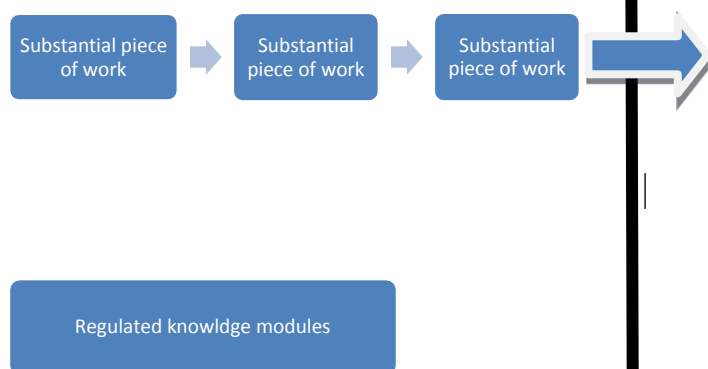 Substantial piece
of work
Substantial
piece of work
Substantial
piece of work
Regulated knowldge modules